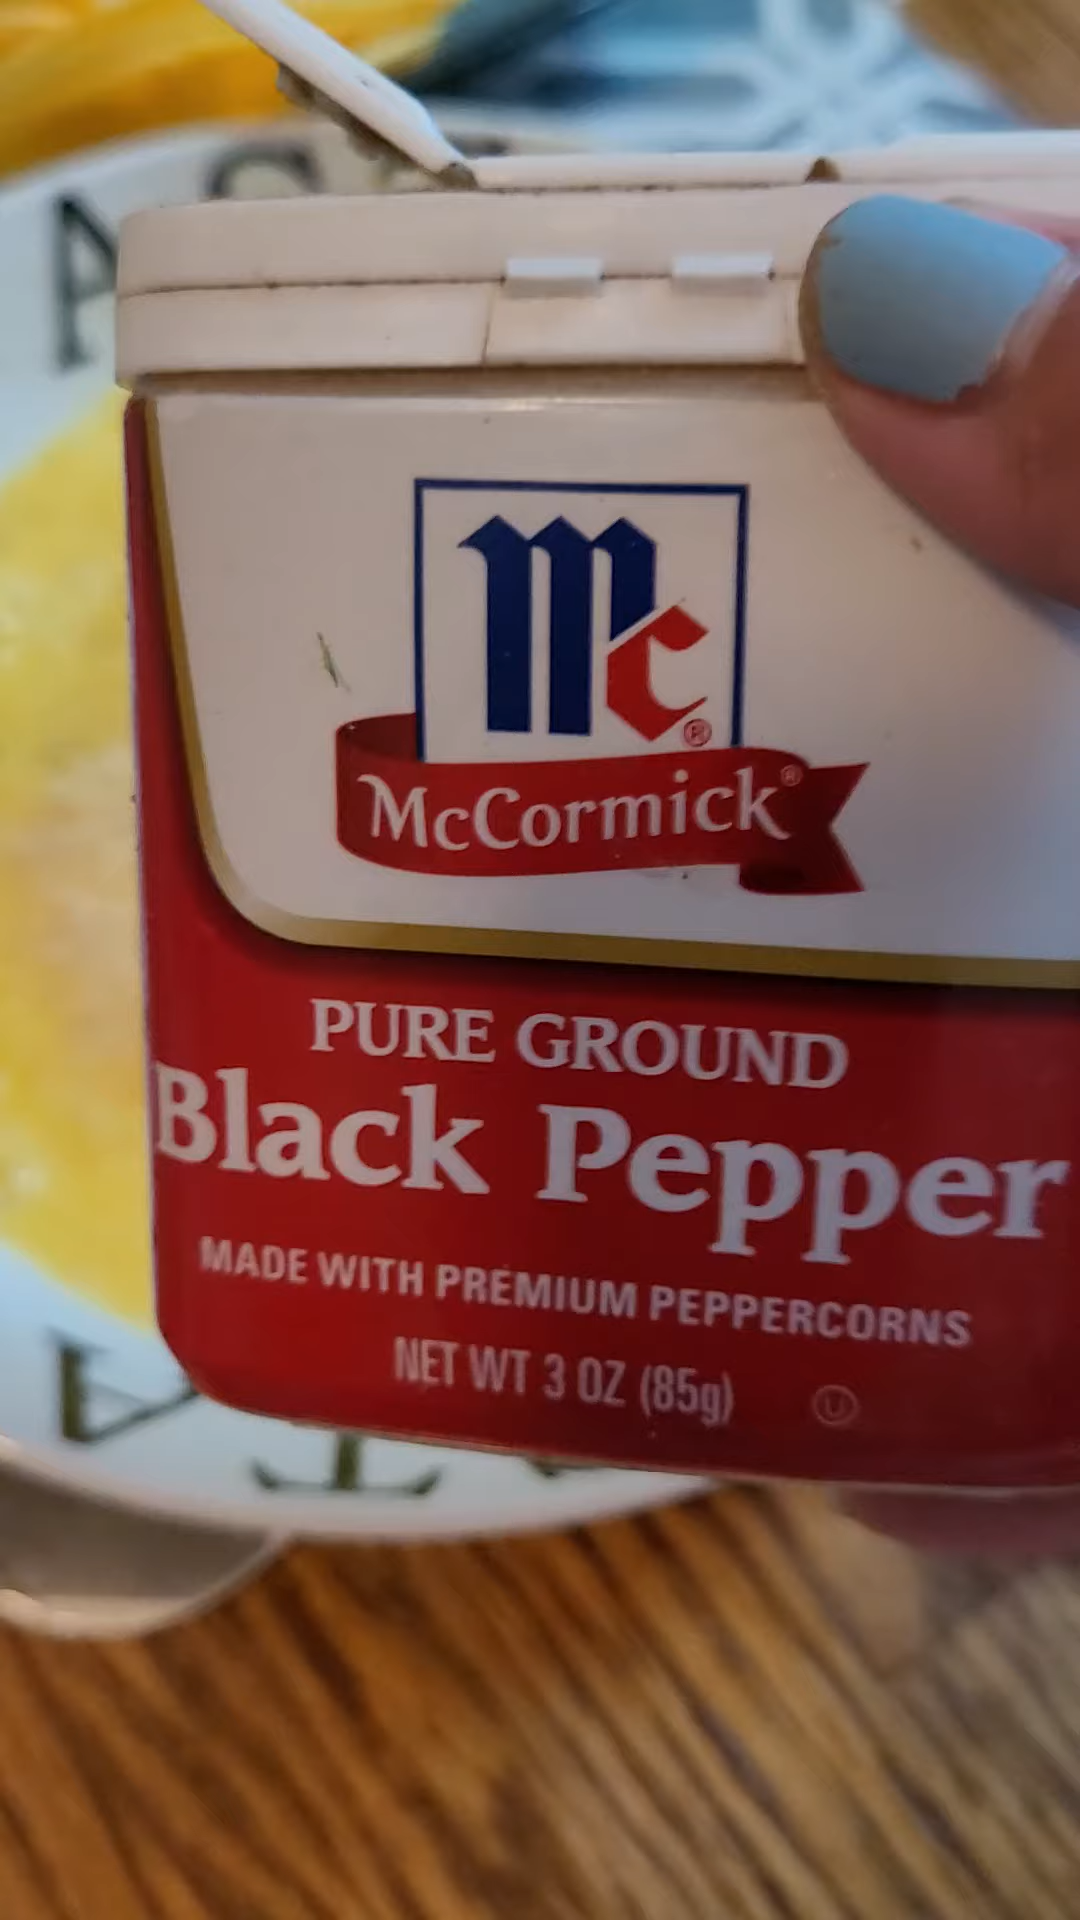 mc®
McCormick®
PURE GROUND
Black Pepper
MADE WITH PREMIUM PEPPERCORNS
NET WT 3 OZ (85g) U